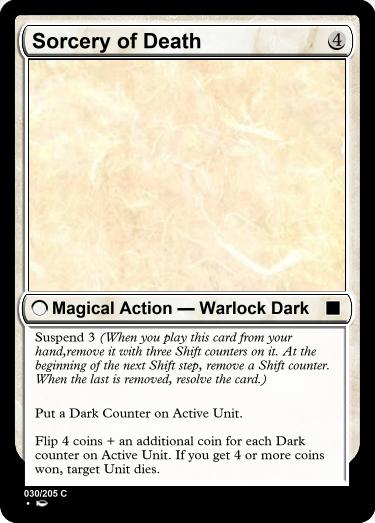 Sorcery of Death 4
Magical Action — Warlock Dark
Suspend 3 (When you play this card from your
hand,remove it with three Shift counters on it. At the
beginning of the next Shift step, remove a Shift counter.
When the last is removed, resolve the card.)
Put a Dark Counter on Active Unit.
Flip 4 coins + an additional coin for each Dark
counter on Active Unit. If you get 4 or more coins
won, target Unit dies.
030/205 C